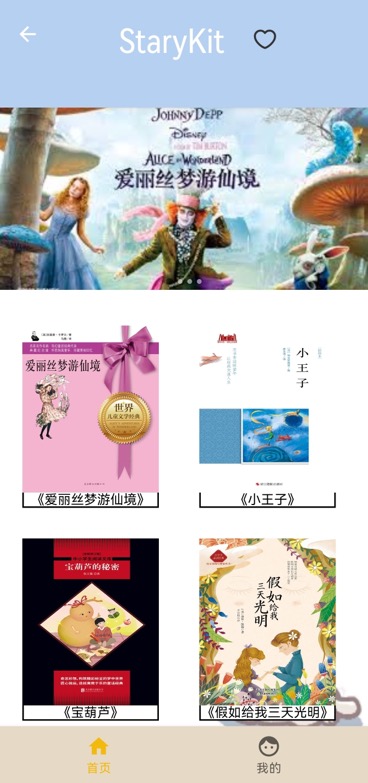 StaryKit
JOHNNY DEPP
Disney
TIM BURTON
ALICE IN WONDERLAND
爱丽丝梦游仙境
爱丽丝梦游仙境
世界
儿童文学经典
《爱丽丝梦游仙境》
小王子
《小王子》
宝葫芦的秘密
《宝葫芦》
假如给我
三天光明
《假如给我三天光明》
首页
我的